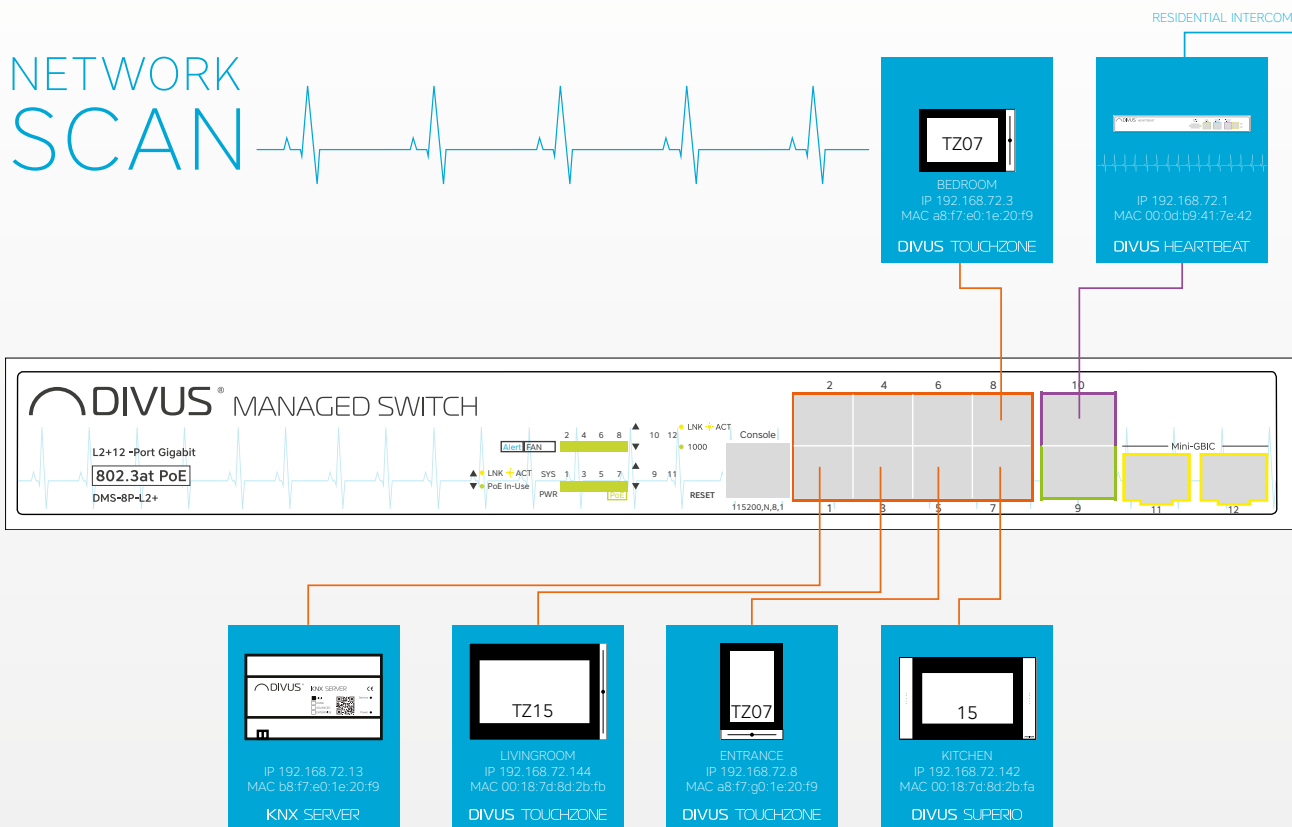 RESIDENTIAL INTERCOM
NETWORK
SCAN
TZ07
BEDROOM
IP 192.168.72.3
MAC a8:f7:e0:1e:20:f9
DIVUS TOUCHZONE
DIVUS
IP 192.168.72.1
MAC 00:0d:b9:41:7e:42
DIVUS HEARTBEAT
DIVUS® MANAGED SWITCH
L2+12 -Port Gigabit
802.3at PoE
DMS-8P-L2+
Alert FAN
2 4 6 8
10 12
LNK ACT
1000
LNK ACT
PoE In-Use
SYS 1 3 5 7
9 11
PWR
PoE
RESET
Console
115200,N,8,1
2 4 6 8 10
1 3 5 7 9 11 12
Mini-GBIC
DIVUS® KNX SERVER
IP 192.168.72.13
MAC b8:f7:e0:1e:20:f9
KNX SERVER
TZ15
LIVINGROOM
IP 192.168.72.144
MAC 00:18:7d:8d:2b:fb
DIVUS TOUCHZONE
TZ07
ENTRANCE
IP 192.168.72.8
MAC a8:f7:g0:1e:20:f9
DIVUS TOUCHZONE
15
KITCHEN
IP 192.168.72.142
MAC 00:18:7d:8d:2b:fa
DIVUS SUPERIO